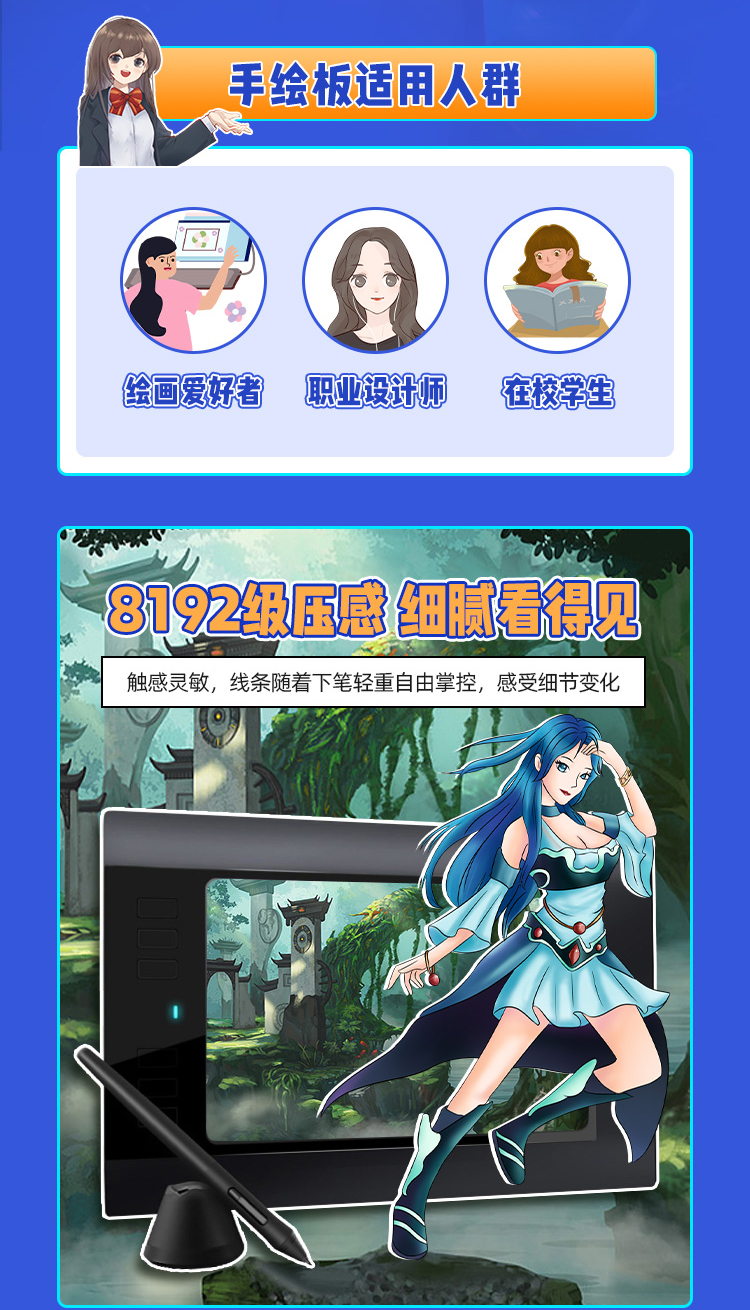 手绘板适用人群
绘画爱好者
职业设计师
在校学生
8192级压感 细腻看得见
触感灵敏，线条随着下笔轻重自由掌控，感受细节变化